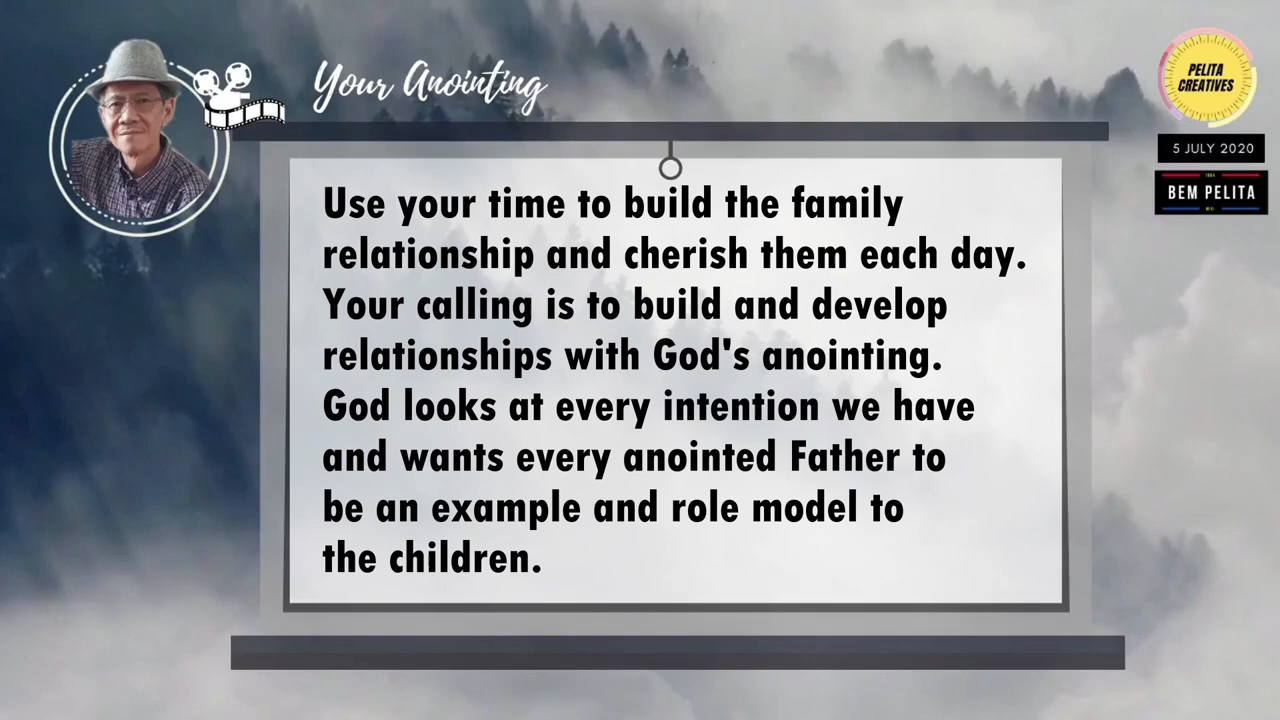 Your Anointing
PELITA
CREATIVES
5 JULY 2020
BEM PELITA
Use your time to build the family
relationship and cherish them each day.
Your calling is to build and develop
relationships with God's anointing.
God looks at every intention we have
and wants every anointed Father to
be an example and role model to
the children.